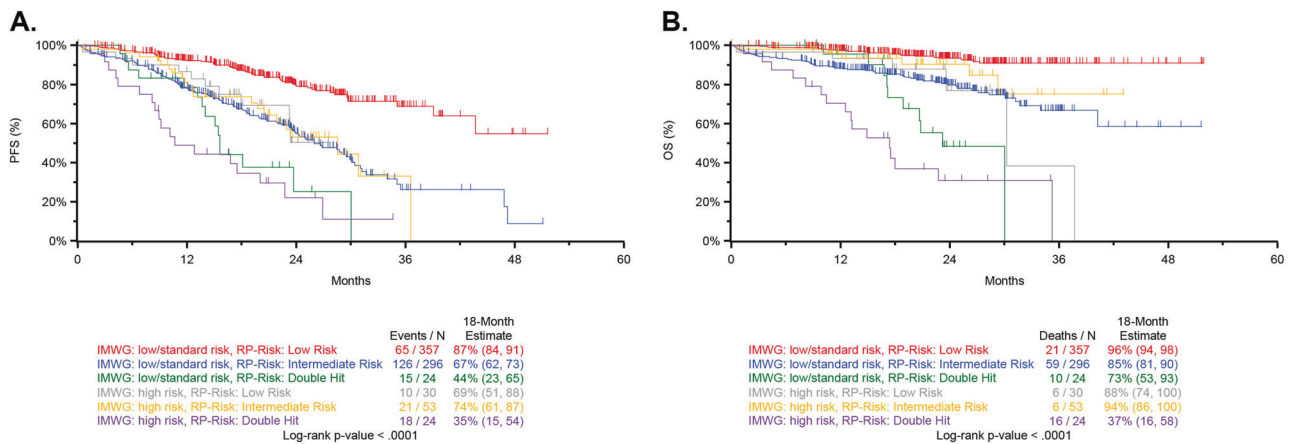 A.
100%
80%
60%
40%
20%
0%
PFS (%)
0 12 24 36 48 60
Months
18-Month
Events / N Estimate
IMWG: low/standard risk, RP-Risk: Low Risk 65 / 357 87% (84, 91)
IMWG: low/standard risk, RP-Risk: Intermediate Risk 126 / 296 67% (62, 73)
IMWG: low/standard risk, RP-Risk: Double Hit 15 / 24 44% (23, 65)
IMWG: high risk, RP-Risk: Low Risk 10 / 30 69% (51, 88)
IMWG: high risk, RP-Risk: Intermediate Risk 21 / 53 74% (61, 87)
IMWG: high risk, RP-Risk: Double Hit 18 / 24 35% (15, 54)
Log-rank p-value < .0001
B.
100%
80%
60%
40%
20%
0%
OS (%)
0 12 24 36 48 60
Months
18-Month
Deaths / N Estimate
IMWG: low/standard risk, RP-Risk: Low Risk 21 / 357 96% (94, 98)
IMWG: low/standard risk, RP-Risk: Intermediate Risk 59 / 296 85% (81, 90)
IMWG: low/standard risk, RP-Risk: Double Hit 10 / 24 73% (53, 93)
IMWG: high risk, RP-Risk: Low Risk 6 / 30 88% (74, 100)
IMWG: high risk, RP-Risk: Intermediate Risk 6 / 53 94% (86, 100)
IMWG: high risk, RP-Risk: Double Hit 16 / 24 37% (16, 58)
Log-rank p-value < .0001